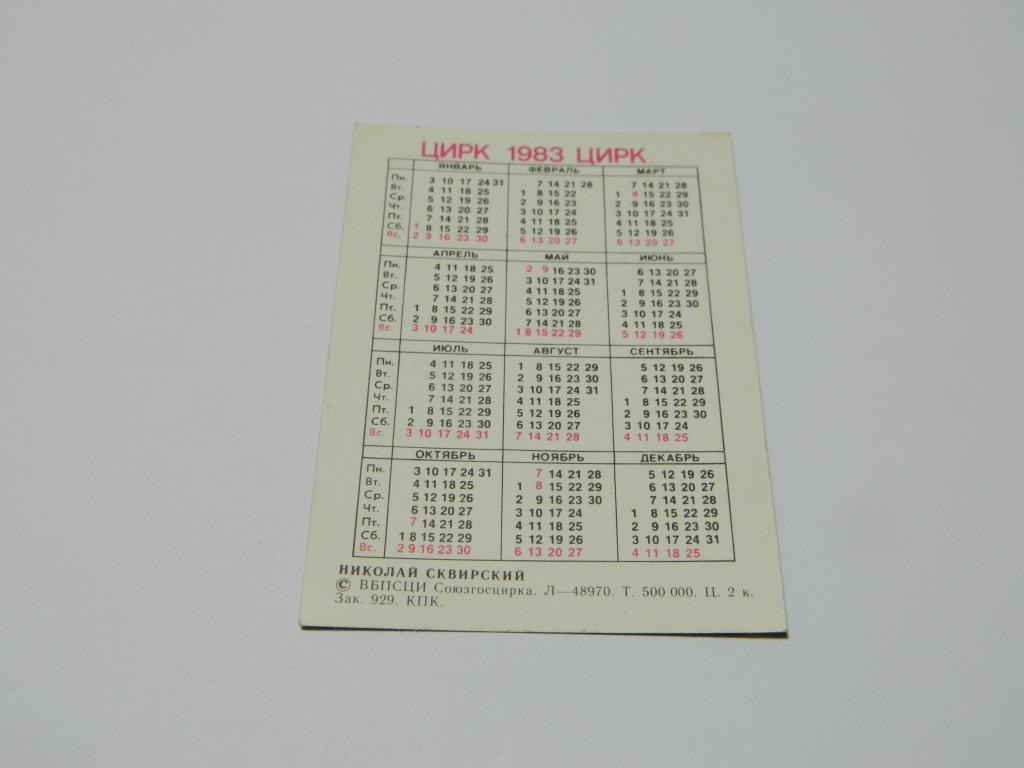 ЦИРК 1983 ЦИРК
ЯНВАРЬ ФЕВРАЛЬ МАРТ
Пн. 3 10 17 24 31 7 14 21 28 7 14 21 28
Вт. 4 11 18 25 1 8 15 22 1 8 15 22 29
Ср. 5 12 19 26 2 9 16 23 2 9 16 23 30
Чт. 6 13 20 27 3 10 17 24 3 10 17 24 31
Пт. 7 14 21 28 4 11 18 25 4 11 18 25
Сб. 1 8 15 22 29 5 12 19 26 5 12 19 26
Вс. 2 9 16 23 30 6 13 20 27 6 13 20 27
АПРЕЛЬ МАЙ ИЮНЬ
Пн. 4 11 18 25 2 9 16 23 30 6 13 20 27
Вт. 5 12 19 26 3 10 17 24 31 7 14 21 28
Ср. 6 13 20 27 4 11 18 25 1 8 15 22 29
Чт. 7 14 21 28 5 12 19 26 2 9 16 23 30
Пт. 1 8 15 22 29 6 13 20 27 3 10 17 24
Сб. 2 9 16 23 30 7 14 21 28 4 11 18 25
Вс. 3 10 17 24 1 8 15 22 29 5 12 19 26
ИЮЛЬ АВГУСТ СЕНТЯБРЬ
Пн. 4 11 18 25 1 8 15 22 29 5 12 19 26
Вт. 5 12 19 26 2 9 16 23 30 6 13 20 27
Ср. 6 13 20 27 3 10 17 24 31 7 14 21 28
Чт. 7 14 21 28 4 11 18 25 1 8 15 22 29
Пт. 1 8 15 22 29 5 12 19 26 2 9 16 23 30
Сб. 2 9 16 23 30 6 13 20 27 3 10 17 24
Вс. 3 10 17 24 31 7 14 21 28 4 11 18 25
ОКТЯБРЬ НОЯБРЬ ДЕКАБРЬ
Пн. 3 10 17 24 31 7 14 21 28 5 12 19 26
Вт. 4 11 18 25 1 8 15 22 29 6 13 20 27
Ср. 5 12 19 26 2 9 16 23 30 7 14 21 28
Чт. 6 13 20 27 3 10 17 24 1 8 15 22 29
Пт. 7 14 21 28 4 11 18 25 2 9 16 23 30
Сб. 1 8 15 22 29 5 12 19 26 3 10 17 24 31
Вс. 2 9 16 23 30 6 13 20 27 4 11 18 25
НИКОЛАЙ СКВИРСКИЙ
© ВБПСЦИ Союзгосцирка. Л—48970. Т. 500 000. Ц. 2 к.
Зак. 929. КПК.